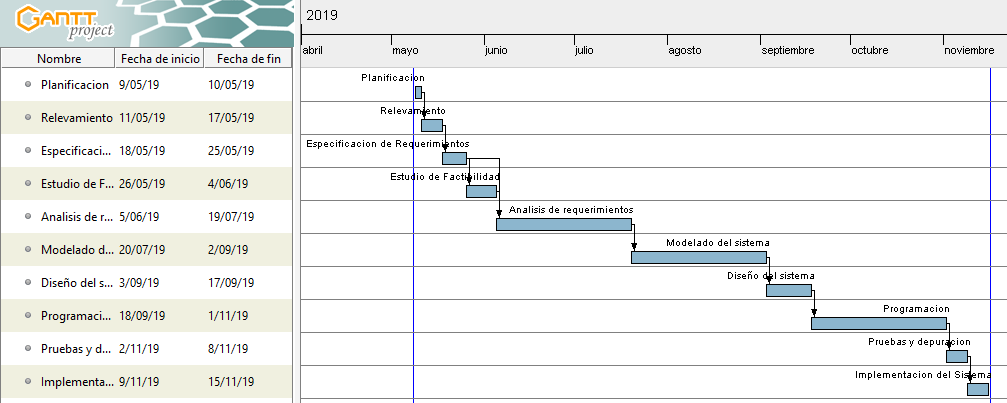 GANTT
project
2019
abril mayo junio julio agosto septiembre octubre noviembre
Nombre Fecha de inicio Fecha de fin
Planificacion 9/05/19 10/05/19 Planificacion
Relevamiento 11/05/19 17/05/19 Relevamiento
Especificaci... 18/05/19 25/05/19 Especificacion de Requerimientos
Estudio de F... 26/05/19 4/06/19 Estudio de Factibilidad
Analisis de r... 5/06/19 19/07/19 Analisis de requerimientos
Modelado d... 20/07/19 2/09/19 Modelado del sistema
Diseño del s... 3/09/19 17/09/19 Diseño del sistema
Programaci... 18/09/19 1/11/19 Programacion
Pruebas y d... 2/11/19 8/11/19 Pruebas y depuracion
Implementa... 9/11/19 15/11/19 Implementacion del Sistema